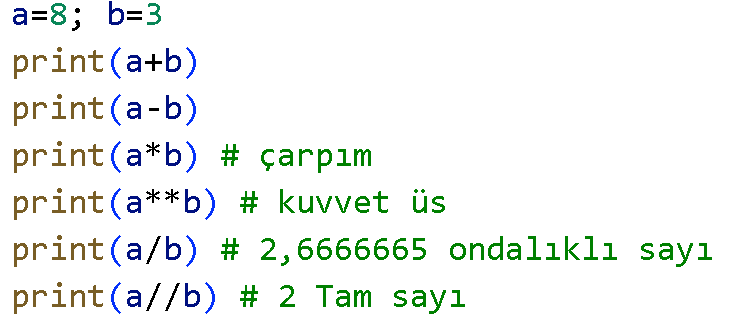 a=8; b=3
print(a+b)
print(a-b)
print(a*b) # çarpım
print(a**b) # kuvvet üs
print(a/b) # 2,6666665 ondalıklı sayı
print(a//b) # 2 Tam sayı